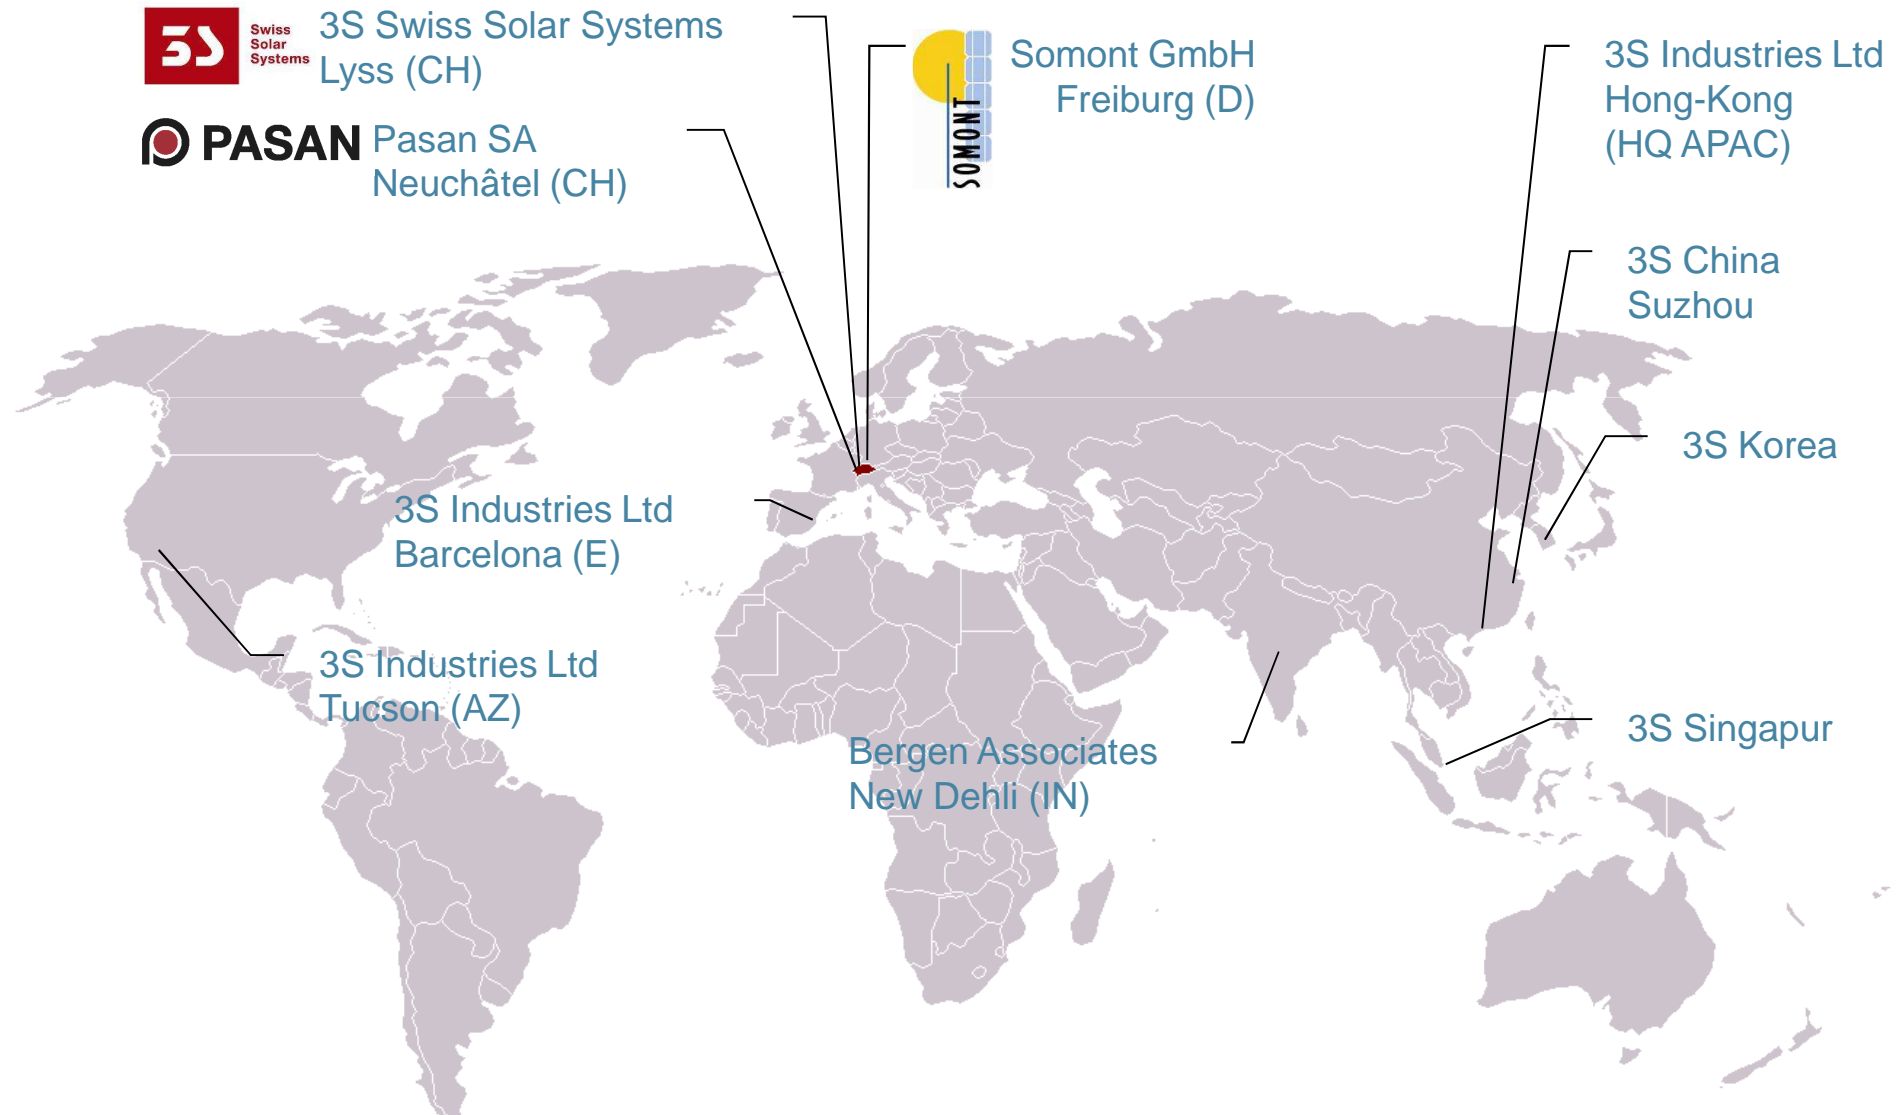 3S
Swiss
Solar
Systems
3S Swiss Solar Systems
Lyss (CH)
PASAN
Pasan SA
Neuchâtel (CH)
SOMONT
Somont GmbH
Freiburg (D)
3S Industries Ltd
Hong-Kong
(HQ APAC)
3S China
Suzhou
3S Korea
3S Industries Ltd
Barcelona (E)
3S Industries Ltd
Tucson (AZ)
Bergen Associates
New Dehli (IN)
3S Singapur